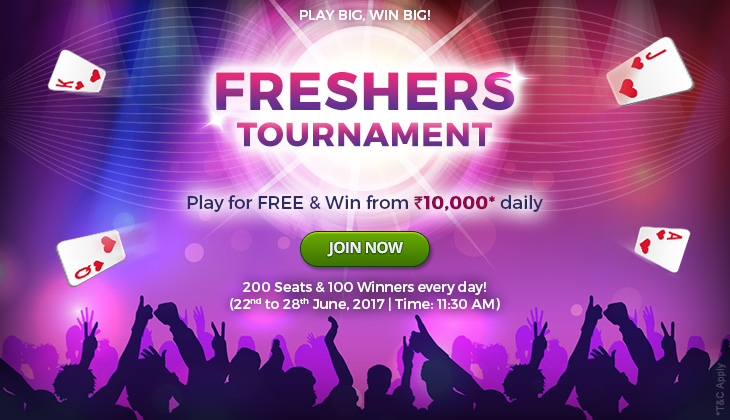 PLAY BIG, WIN BIG!
K
J
FRESHERS
TOURNAMENT
Play for FREE & Win from ₹10,000* daily
Q
A
JOIN NOW
200 Seats & 100 Winners every day!
(22nd to 28th June, 2017 | Time: 11:30 AM)
*T&C Apply